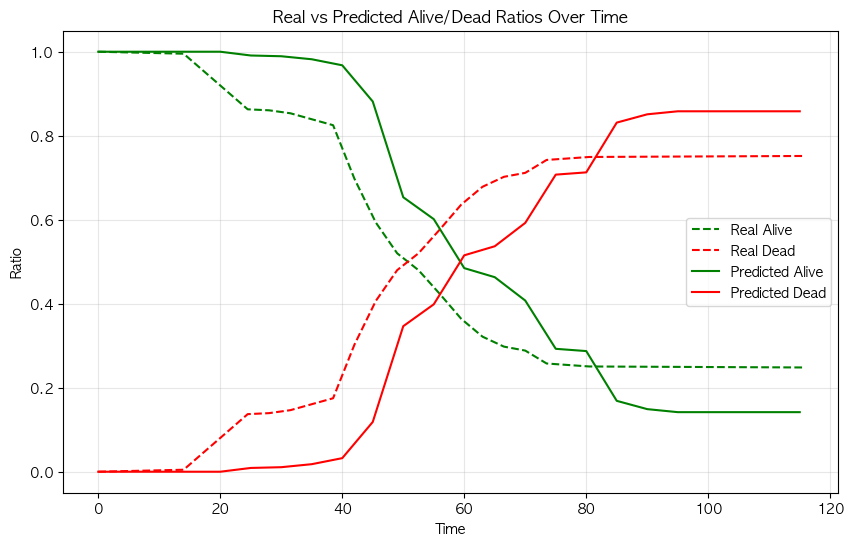 Real vs Predicted Alive/Dead Ratios Over Time
Ratio
1.0
0.8
0.6
0.4
0.2
0.0
Real Alive
Real Dead
Predicted Alive
Predicted Dead
0 20 40 60 80 100 120
Time